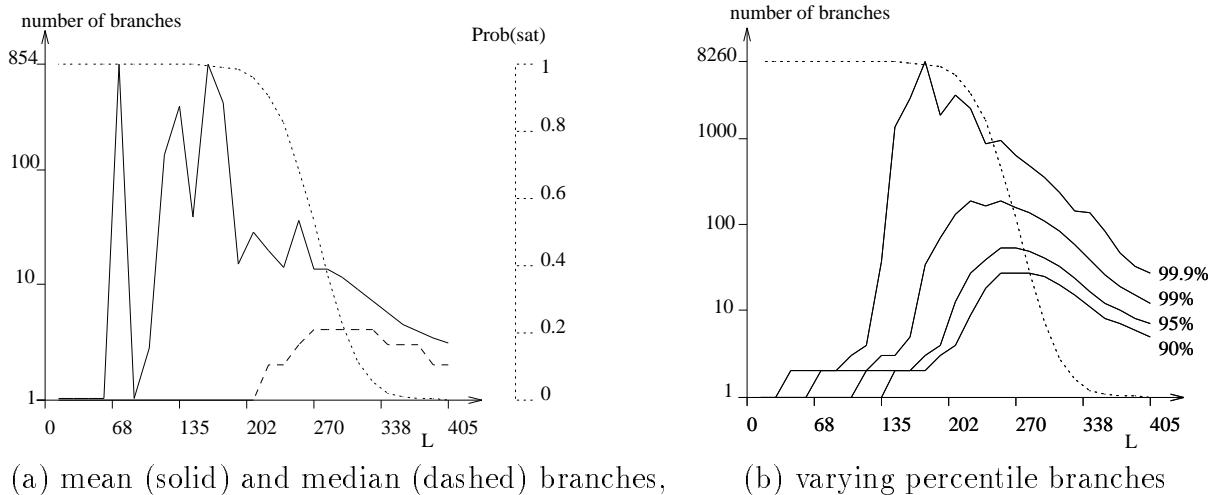 number of branches
Prob(sat)
854
100
10
1
1
0.8
0.6
0.4
0.2
0
0 68 135 202 270 338 405
L
(a) mean (solid) and median (dashed) branches,
number of branches
8260
1000
100
10
1
99.9%
99%
95%
90%
0 68 135 202 270 338 405
L
(b) varying percentile branches